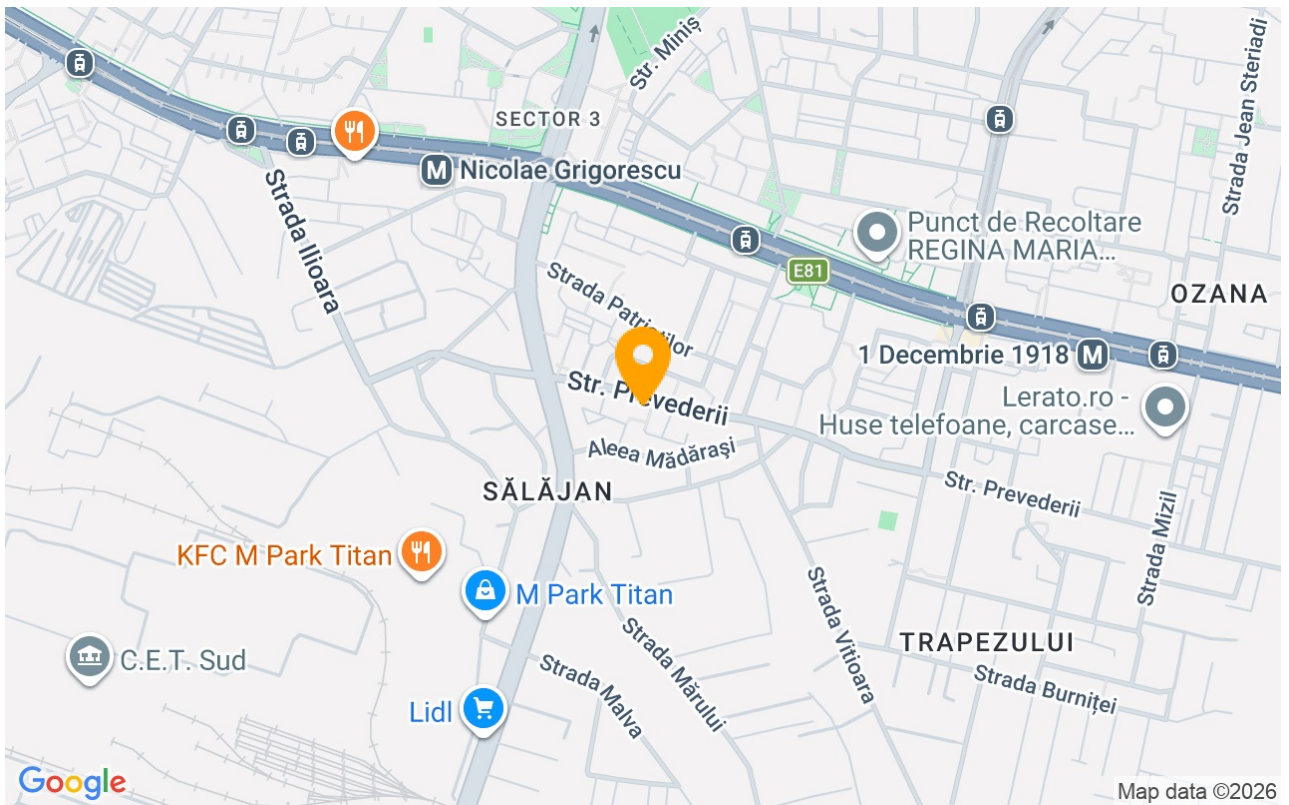 Str. Miniș
Strada Jean Steriadi
SECTOR 3
M Nicolae Grigorescu
Strada Ilioara
Punct de Recoltare
REGINA MARIA...
E81
OZANA
Strada Patrioților
1 Decembrie 1918 M
Str. Prevederii
Lerato.ro -
Huse telefoane, carcase...
Aleea Mădărași
SĂLĂJAN
Str. Prevederii
Strada Mizil
KFC M Park Titan
M Park Titan
Strada Vitioara
Strada Mărului
TRAPEZULUI
C.E.T. Sud
Strada Malva
Strada Burniței
Lidl
Google
Map data ©2026